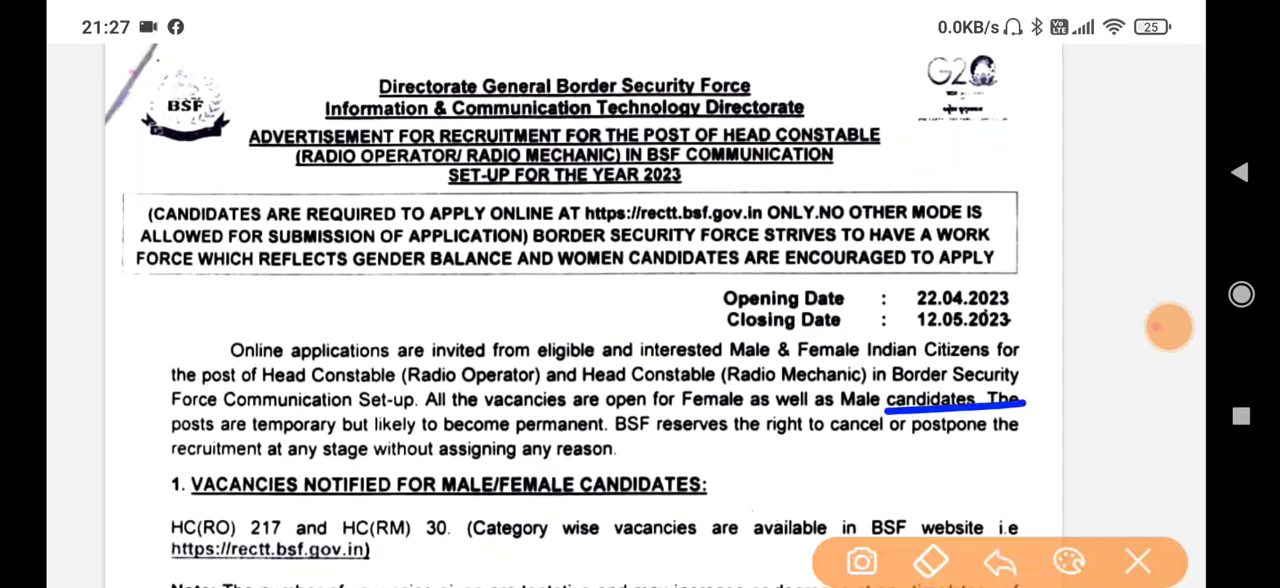 21:27
0.0KB/s Vo LTE 25
BSF
G20
Directorate General Border Security Force
Information & Communication Technology Directorate
ADVERTISEMENT FOR RECRUITMENT FOR THE POST OF HEAD CONSTABLE
(RADIO OPERATOR/ RADIO MECHANIC) IN BSF COMMUNICATION
SET-UP FOR THE YEAR 2023
(CANDIDATES ARE REQUIRED TO APPLY ONLINE AT https://rectt.bsf.gov.in ONLY.NO OTHER MODE IS
ALLOWED FOR SUBMISSION OF APPLICATION) BORDER SECURITY FORCE STRIVES TO HAVE A WORK
FORCE WHICH REFLECTS GENDER BALANCE AND WOMEN CANDIDATES ARE ENCOURAGED TO APPLY
Opening Date : 22.04.2023
Closing Date : 12.05.2023
Online applications are invited from eligible and interested Male & Female Indian Citizens for
the post of Head Constable (Radio Operator) and Head Constable (Radio Mechanic) in Border Security
Force Communication Set-up. All the vacancies are open for Female as well as Male candidates. The
posts are temporary but likely to become permanent. BSF reserves the right to cancel or postpone the
recruitment at any stage without assigning any reason.
1. VACANCIES NOTIFIED FOR MALE/FEMALE CANDIDATES:
HC(RO) 217 and HC(RM) 30. (Category wise vacancies are available in BSF website i.e
https://rectt.bsf.gov.in)